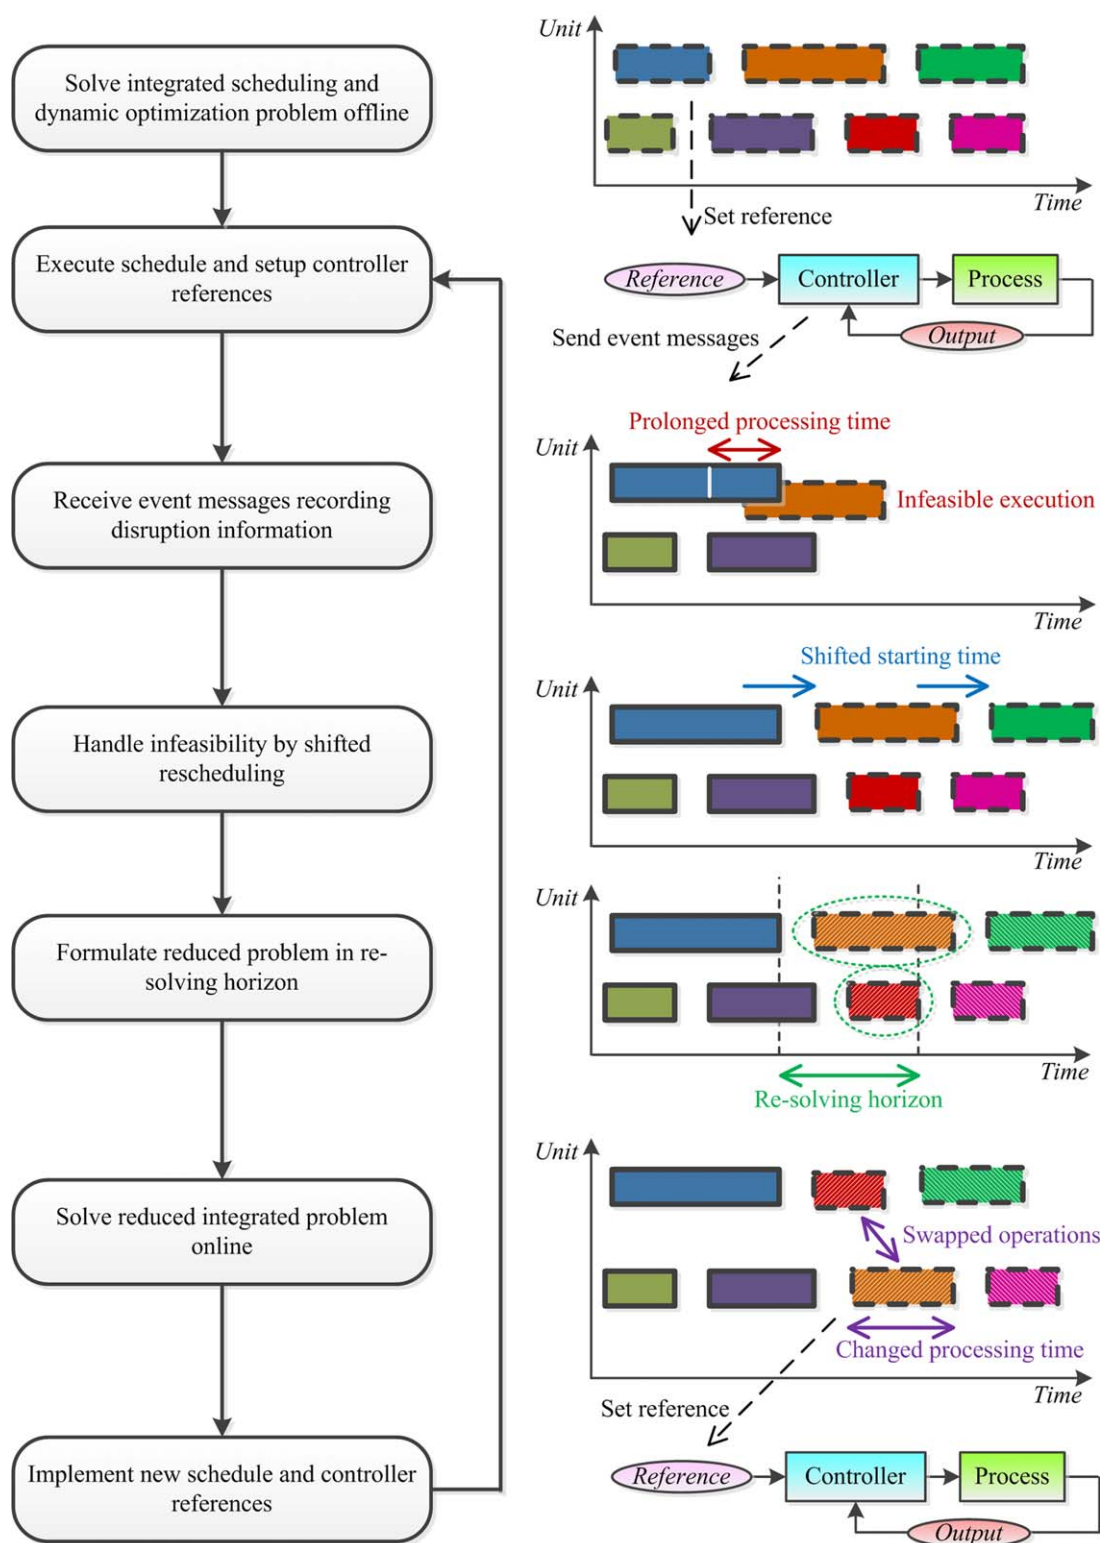 Solve integrated scheduling and
dynamic optimization problem offline
Execute schedule and setup controller
references
Receive event messages recording
disruption information
Handle infeasibility by shifted
rescheduling
Formulate reduced problem in re-
solving horizon
Solve reduced integrated problem
online
Implement new schedule and controller
references
Unit
Time
Set reference
Reference
Controller
Process
Output
Send event messages
Prolonged processing time
Unit
Infeasible execution
Time
Shifted starting time
Unit
Time
Unit
Time
Re-solving horizon
Unit
Swapped operations
Changed processing time
Time
Set reference
Reference
Controller
Process
Output